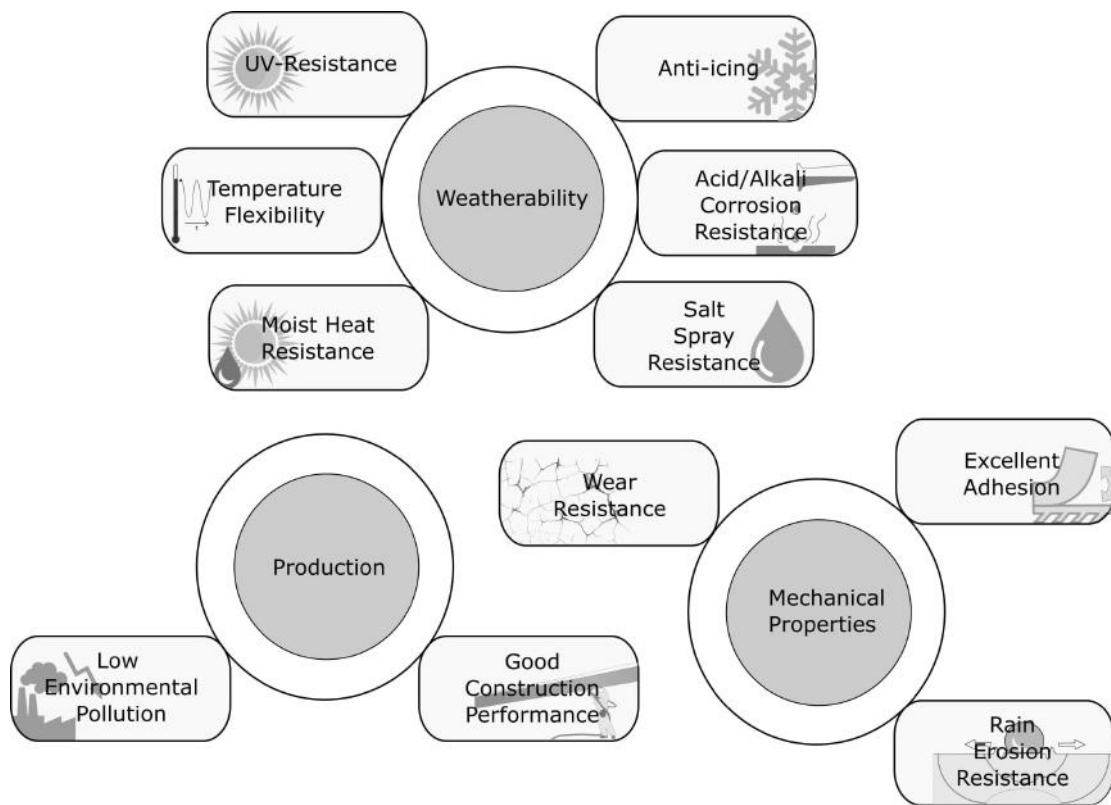 UV-Resistance
Anti-icing
Temperature
Flexibility
Weatherability
Acid/Alkali
Corrosion
Resistance
Moist Heat
Resistance
Salt
Spray
Resistance
Wear
Resistance
Excellent
Adhesion
Production
Mechanical
Properties
Low
Environmental
Pollution
Good
Construction
Performance
Rain
Erosion
Resistance